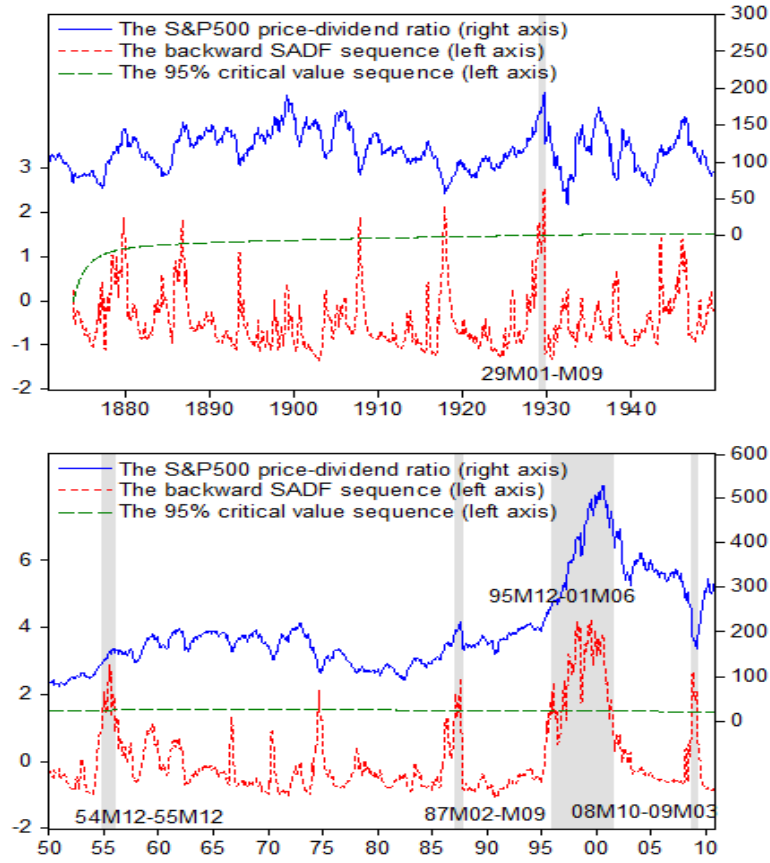 The S&P500 price-dividend ratio (right axis)
The backward SADF sequence (left axis)
The 95% critical value sequence (left axis)
300
250
200
150
100
50
0
3
2
1
0
-1
-2
29M01-M09
1880 1890 1900 1910 1920 1930 1940
The S&P500 price-dividend ratio (right axis)
The backward SADF sequence (left axis)
The 95% critical value sequence (left axis)
600
500
400
300
200
100
0
6
4
2
0
-2
95M12-01M06
54M12-55M12 87M02-M09 08M10-09M03
50 55 60 65 70 75 80 85 90 95 00 05 10